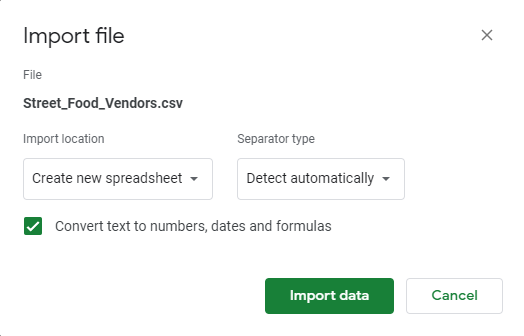 Import file
File
Street_Food_Vendors.csv
Import location
Separator type
Create new spreadsheet
Detect automatically
Convert text to numbers, dates and formulas
Import data
Cancel